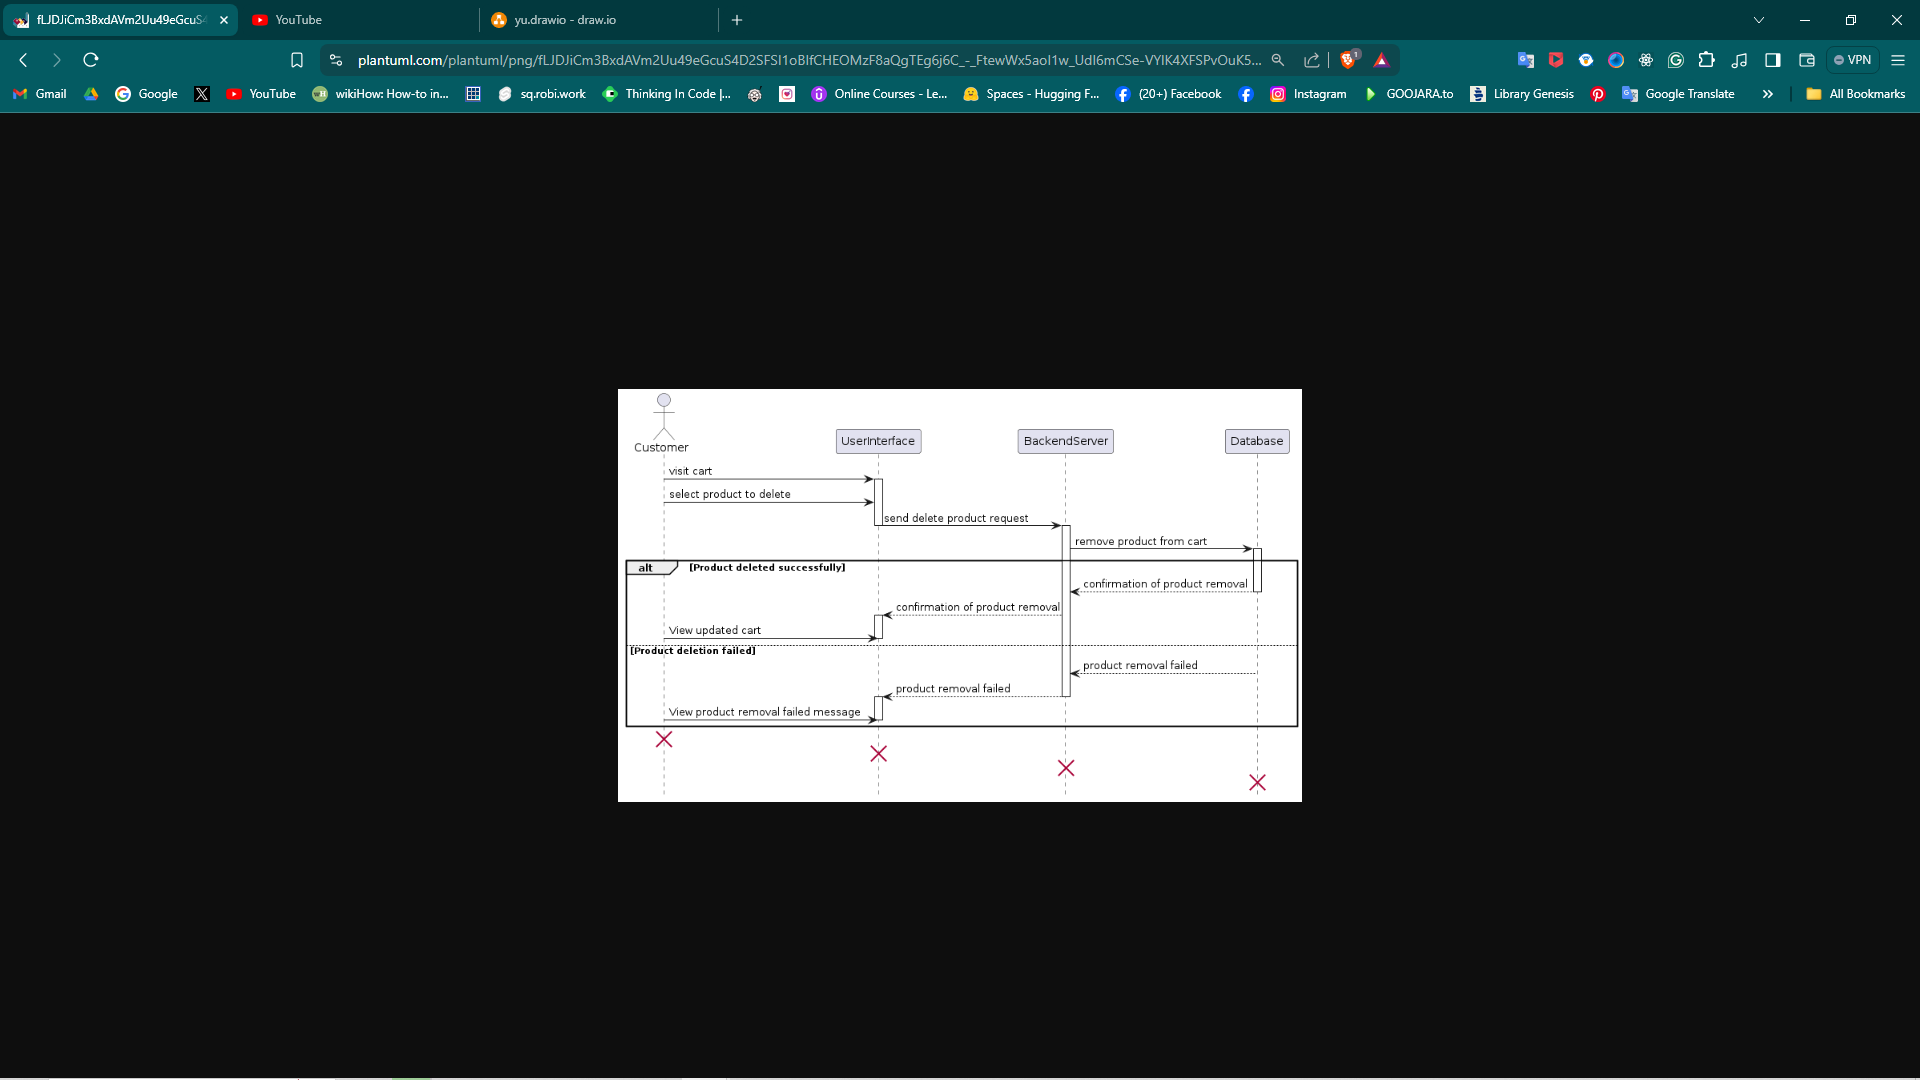 fLJDJiCm3BxdAVm2Uu49eGcuS4
YouTube
yu.drawio - draw.io
plantuml.com/plantuml/png/fLJDJiCm3BxdAVm2Uu49eGcuS4D2SFSI1oBIfCHEOMzF8aQgTEg6j6C_-_FtewWx5aoI1w_UdI6mCSe-VYIK4XFSPvOuK5...
1
VPN
Gmail
Google
YouTube
wikiHow: How-to in...
sq.robi.work
Thinking In Code |...
Online Courses - Le...
Spaces - Hugging F...
(20+) Facebook
Instagram
GOOJARA.to
Library Genesis
Google Translate
All Bookmarks
Customer
UserInterface
BackendServer
Database
visit cart
select product to delete
send delete product request
remove product from cart
alt
[Product deleted successfully]
confirmation of product removal
confirmation of product removal
View updated cart
[Product deletion failed]
product removal failed
product removal failed
View product removal failed message